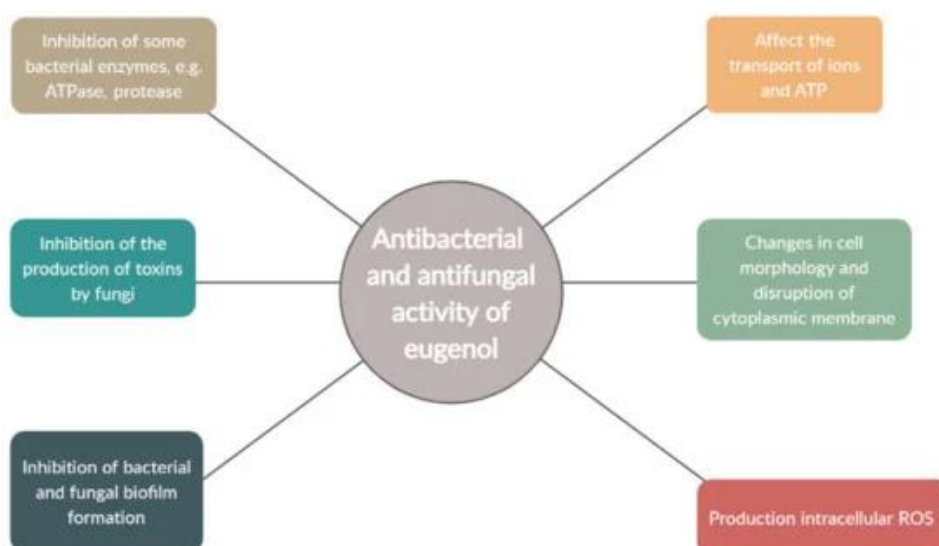 Inhibition of some
bacterial enzymes, e.g.
ATPase, protease
Affect the
transport of ions
and ATP
Inhibition of the
production of toxins
by fungi
Antibacterial
and antifungal
activity of
eugenol
Changes in cell
morphology and
disruption of
cytoplasmic membrane
Inhibition of bacterial
and fungal biofilm
formation
Production intracellular ROS